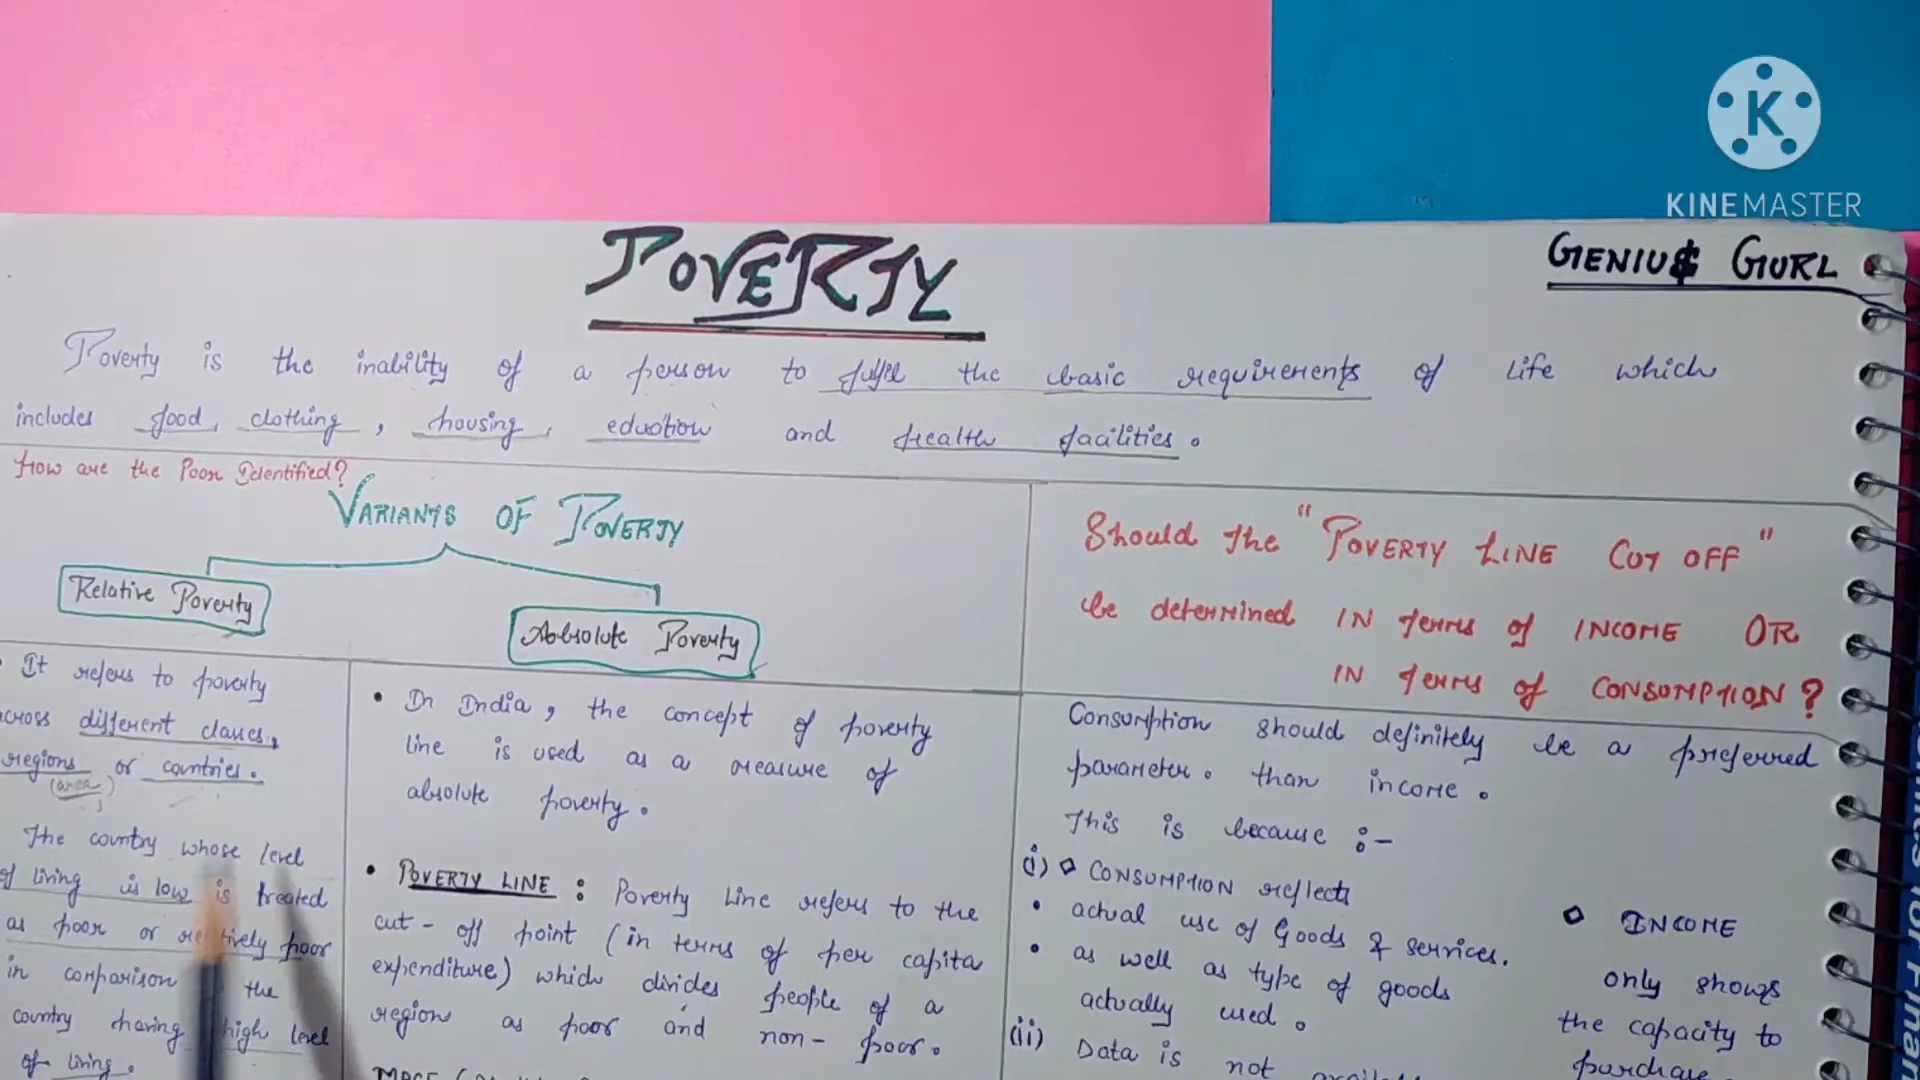 K
KINEMASTER
POVERTY
GENIU$ GURL
Poverty is the inability of a person to fulfil the basic requirements of life which
includes food, clothing, housing, eduction and health facilities.
How are the Poor Identified?
VARIANTS OF POVERTY
Relative Poverty
Absolute Poverty
It refers to poverty
across different classes,
regions or countries.
(area)
The country whose level
of living is low is treated
as poor or relatively poor
in comparison the
country having high level
of living.
• In India, the concept of poverty
line is used as a measure of
absolute poverty.
• POVERTY LINE : Poverty Line refers to the
cut-off point (in terms of per capita
expenditure) which divides people of a
region as poor and non-poor.
Should the "POVERTY LINE CUT OFF"
be determined IN terms of INCOME OR
IN terms of CONSUMPTION?
Consumption should definitely be a preferred
parameter. than income.
This is because :-
(i) ◇ CONSUMPTION reflects
• actual use of Goods & services.
• as well as type of goods
actually used.
(ii) Data is not
◇ INCOME
only shows
the capacity to
purchase.